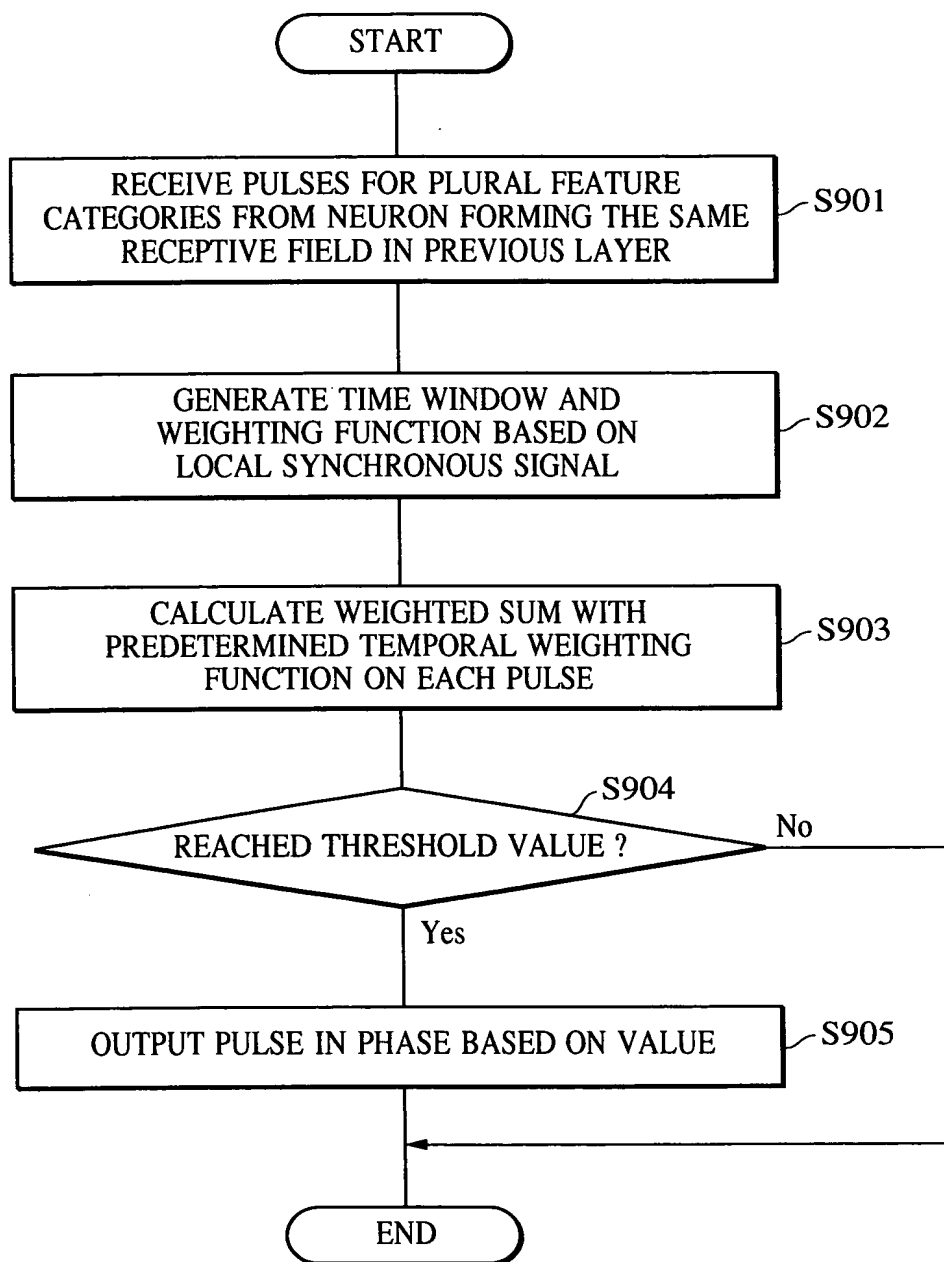 START
RECEIVE PULSES FOR PLURAL FEATURE
CATEGORIES FROM NEURON FORMING THE SAME
RECEPTIVE FIELD IN PREVIOUS LAYER
S901
GENERATE TIME WINDOW AND
WEIGHTING FUNCTION BASED ON
LOCAL SYNCHRONOUS SIGNAL
S902
CALCULATE WEIGHTED SUM WITH
PREDETERMINED TEMPORAL WEIGHTING
FUNCTION ON EACH PULSE
S903
S904
REACHED THRESHOLD VALUE ?
No
Yes
OUTPUT PULSE IN PHASE BASED ON VALUE
S905
END